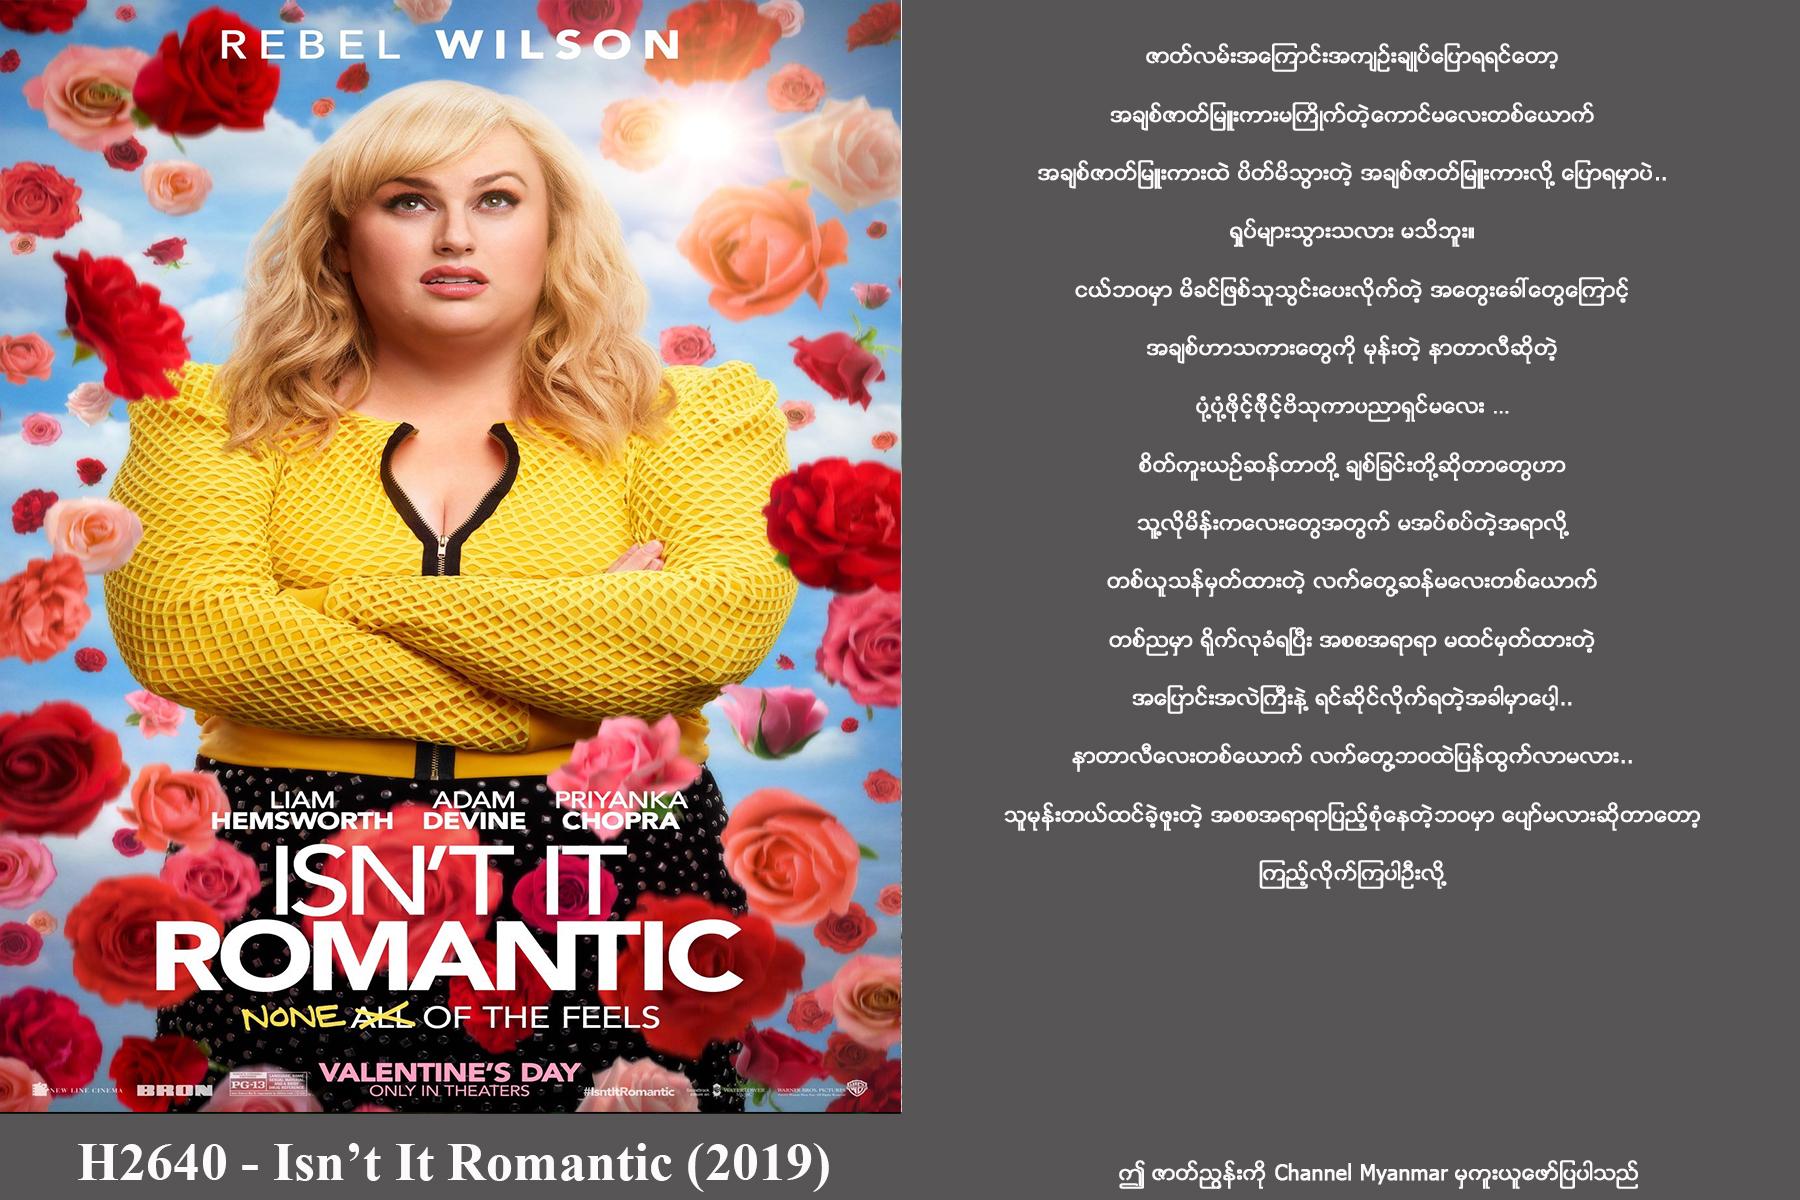 REBEL WILSON
LIAM HEMSWORTH ADAM DEVINE PRIYANKA CHOPRA
ISN'T IT
ROMANTIC
NONE ALL OF THE FEELS
VALENTINE'S DAY
ONLY IN THEATERS
NEW LINE CINEMA BRON PG-13 #IsntItRomantic WARNER BROS. PICTURES
H2640 - Isn't It Romantic (2019)
ဇာတ်လမ်းအကြောင်းအကျဉ်းချုပ်ပြောရရင်တော့
အချစ်ဇာတ်မြူးကားမကြိုက်တဲ့ကောင်မလေးတစ်ယောက်
အချစ်ဇာတ်မြူးကားထဲ ပိတ်မိသွားတဲ့ အချစ်ဇာတ်မြူးကားလို့ ပြောရမှာပဲ..
ရှုပ်များသွားသလား မသိဘူး။
ငယ်ဘဝမှာ မိခင်ဖြစ်သူသွင်းပေးလိုက်တဲ့ အတွေးခေါ်တွေကြောင့်
အချစ်ဟာသကားတွေကို မုန်းတဲ့ နာတာလီဆိုတဲ့
ပုံ့ပုံ့ဖိုင့်ဖိုင့်ဗိသုကာပညာရှင်မလေး ...
စိတ်ကူးယဉ်ဆန်တာတို့ ချစ်ခြင်းတို့ဆိုတာတွေဟာ
သူ့လိုမိန်းကလေးတွေအတွက် မအပ်စပ်တဲ့အရာလို့
တစ်ယူသန်မှတ်ထားတဲ့ လက်တွေ့ဆန်မလေးတစ်ယောက်
တစ်ညမှာ ရိုက်လုခံရပြီး အစစအရာရာ မထင်မှတ်ထားတဲ့
အပြောင်းအလဲကြီးနဲ့ ရင်ဆိုင်လိုက်ရတဲ့အခါမှာပေါ့..
နာတာလီလေးတစ်ယောက် လက်တွေ့ဘဝထဲပြန်ထွက်လာမလား..
သူမုန်းတယ်ထင်ခဲ့ဖူးတဲ့ အစစအရာရာပြည့်စုံနေတဲ့ဘဝမှာ ပျော်မလားဆိုတာတော့
ကြည့်လိုက်ကြပါဦးလို့
ဤ ဇာတ်ညွှန်းကို Channel Myanmar မှကူးယူဖော်ပြပါသည်